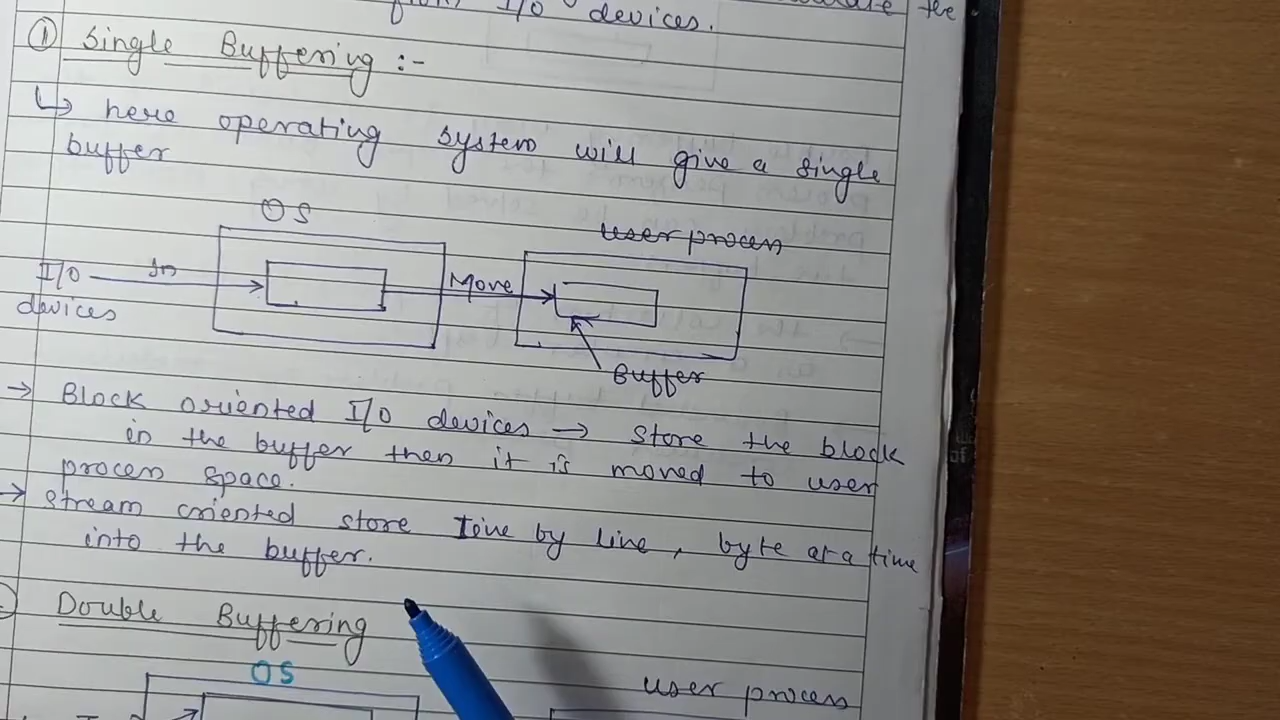 the
I/O devices.
① Single Buffering :-
↳ here operating system will give a single
buffer
OS
user process
I/O In Move
devices
Buffer
→ Block oriented I/O devices → store the block
in the buffer then it is moved to user
process space.
→ stream oriented store line by line, byte at a time
into the buffer.
Double Buffering
OS
user process